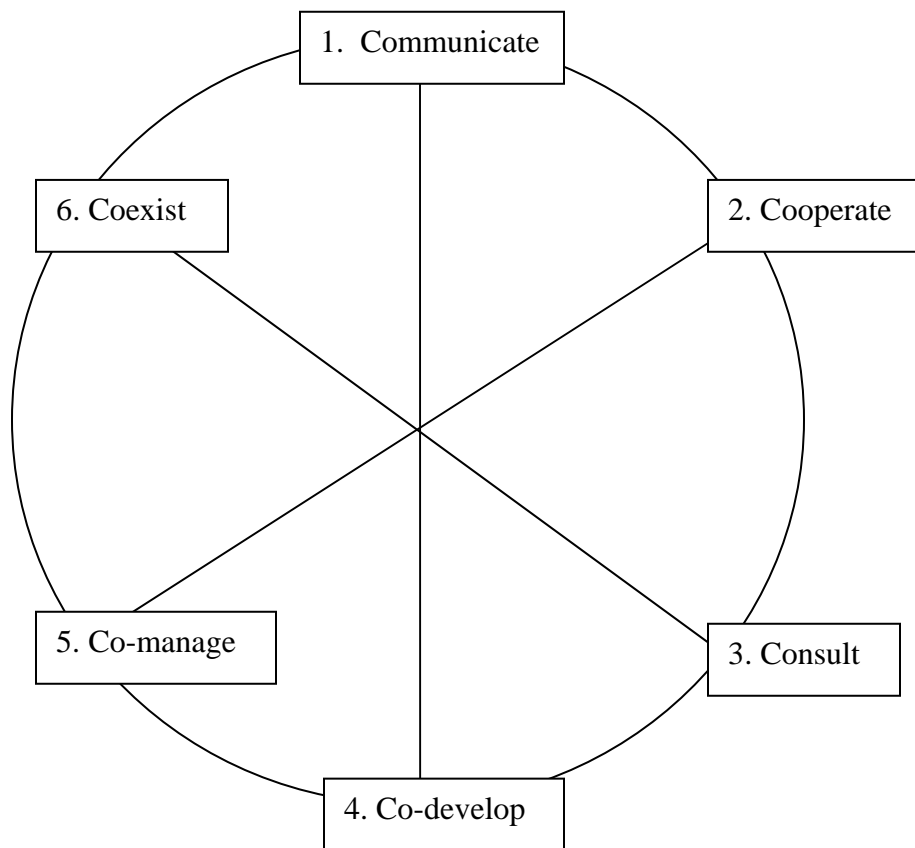 1. Communicate
2. Cooperate
3. Consult
4. Co-develop
5. Co-manage
6. Coexist